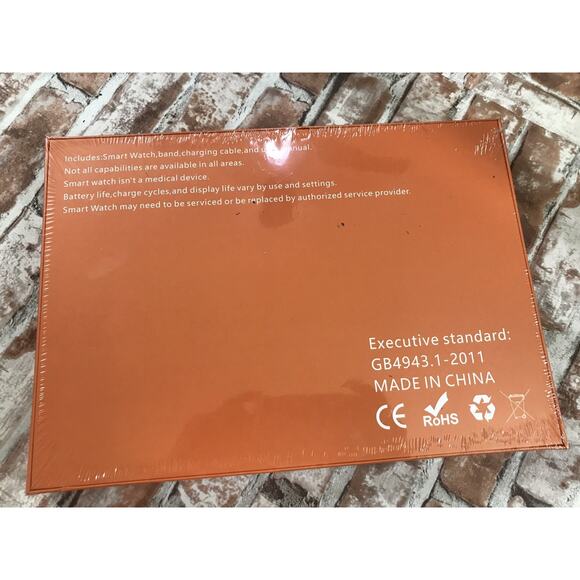 Includes:Smart Watch,band,charging cable,and user manual.
Not all capabilities are available in all areas.
Smart watch isn't a medical device.
Battery life,charge cycles,and display life vary by use and settings.
Smart Watch may need to be serviced or be replaced by authorized service provider.
Executive standard:
GB4943.1-2011
MADE IN CHINA
CE RoHS